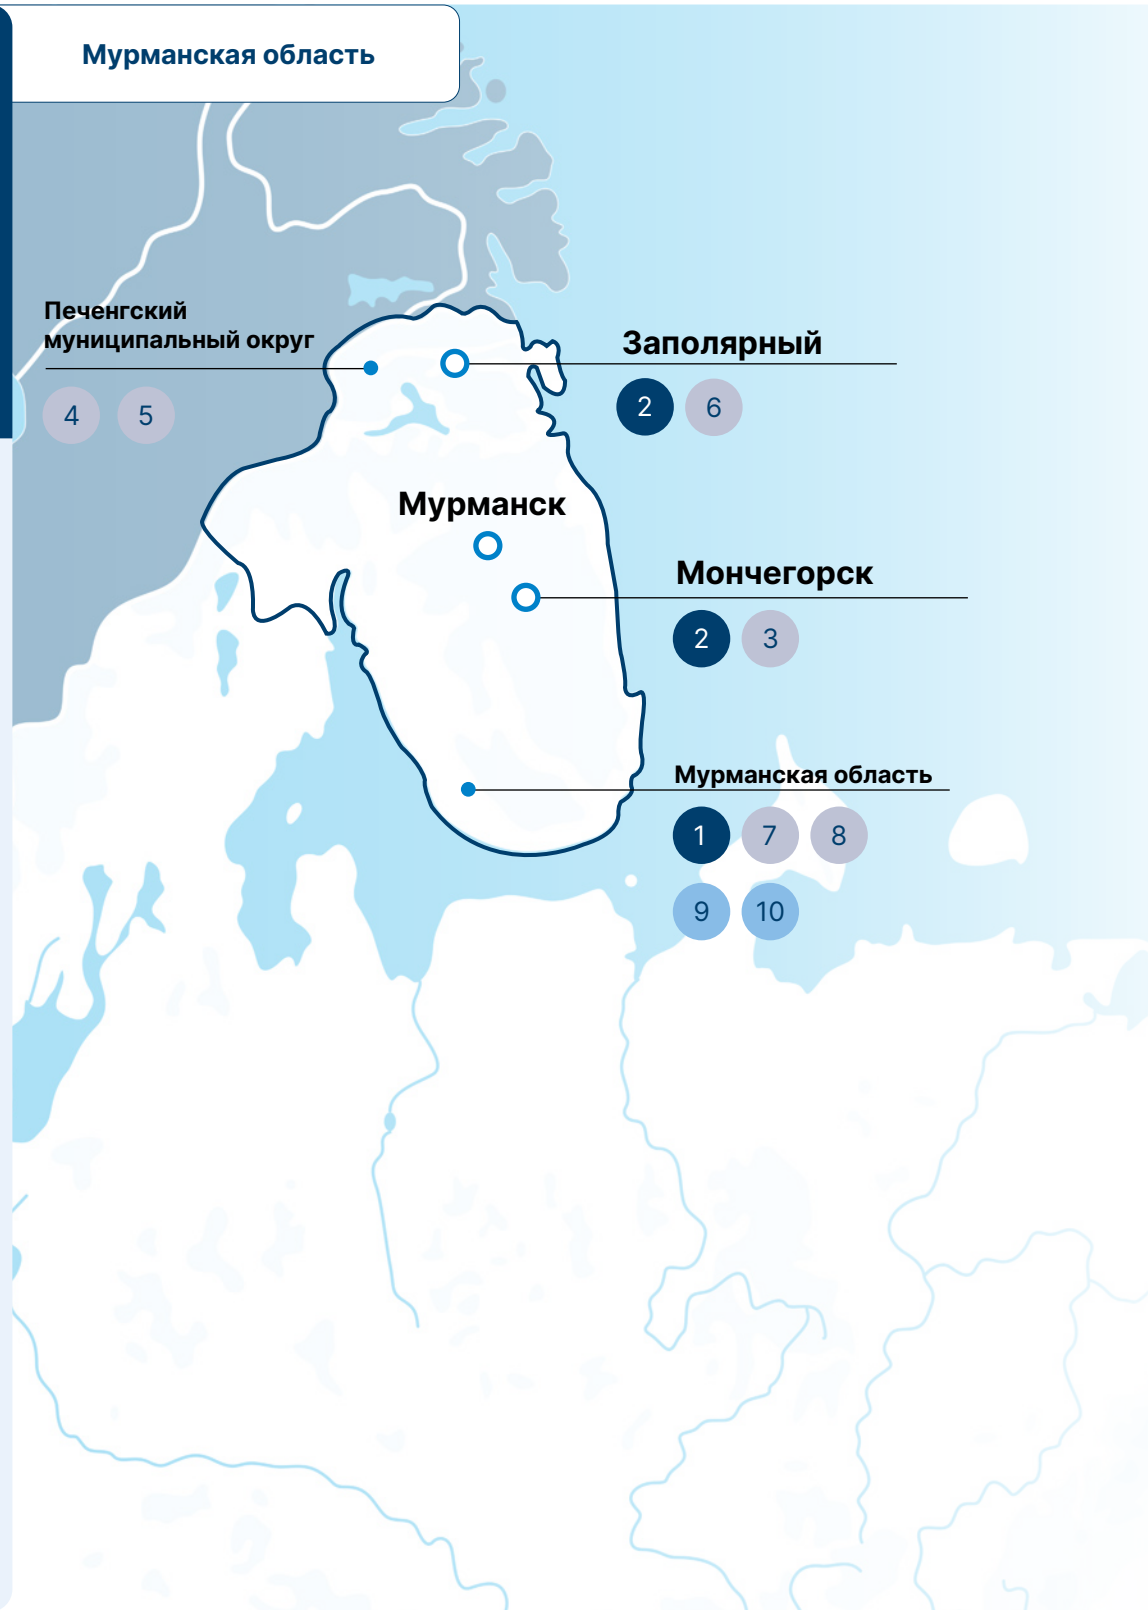 Мурманская область
Печенгский
муниципальный округ
4 5
Заполярный
2 6
Мурманск
Мончегорск
2 3
Мурманская область
1 7 8
9 10